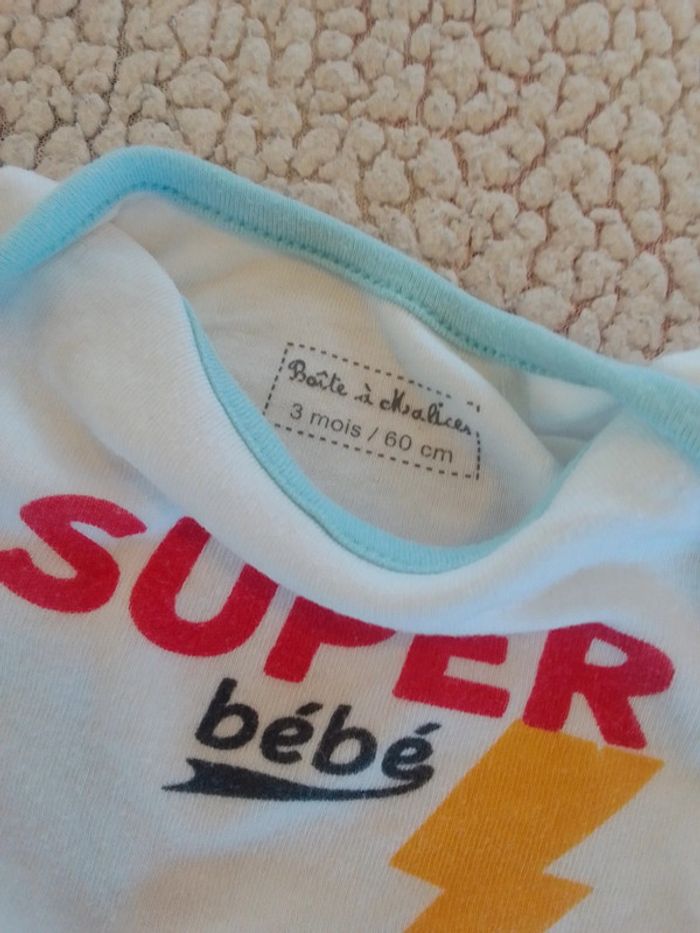 Boîte à Malices
3 mois / 60 cm
SUPER
bébé